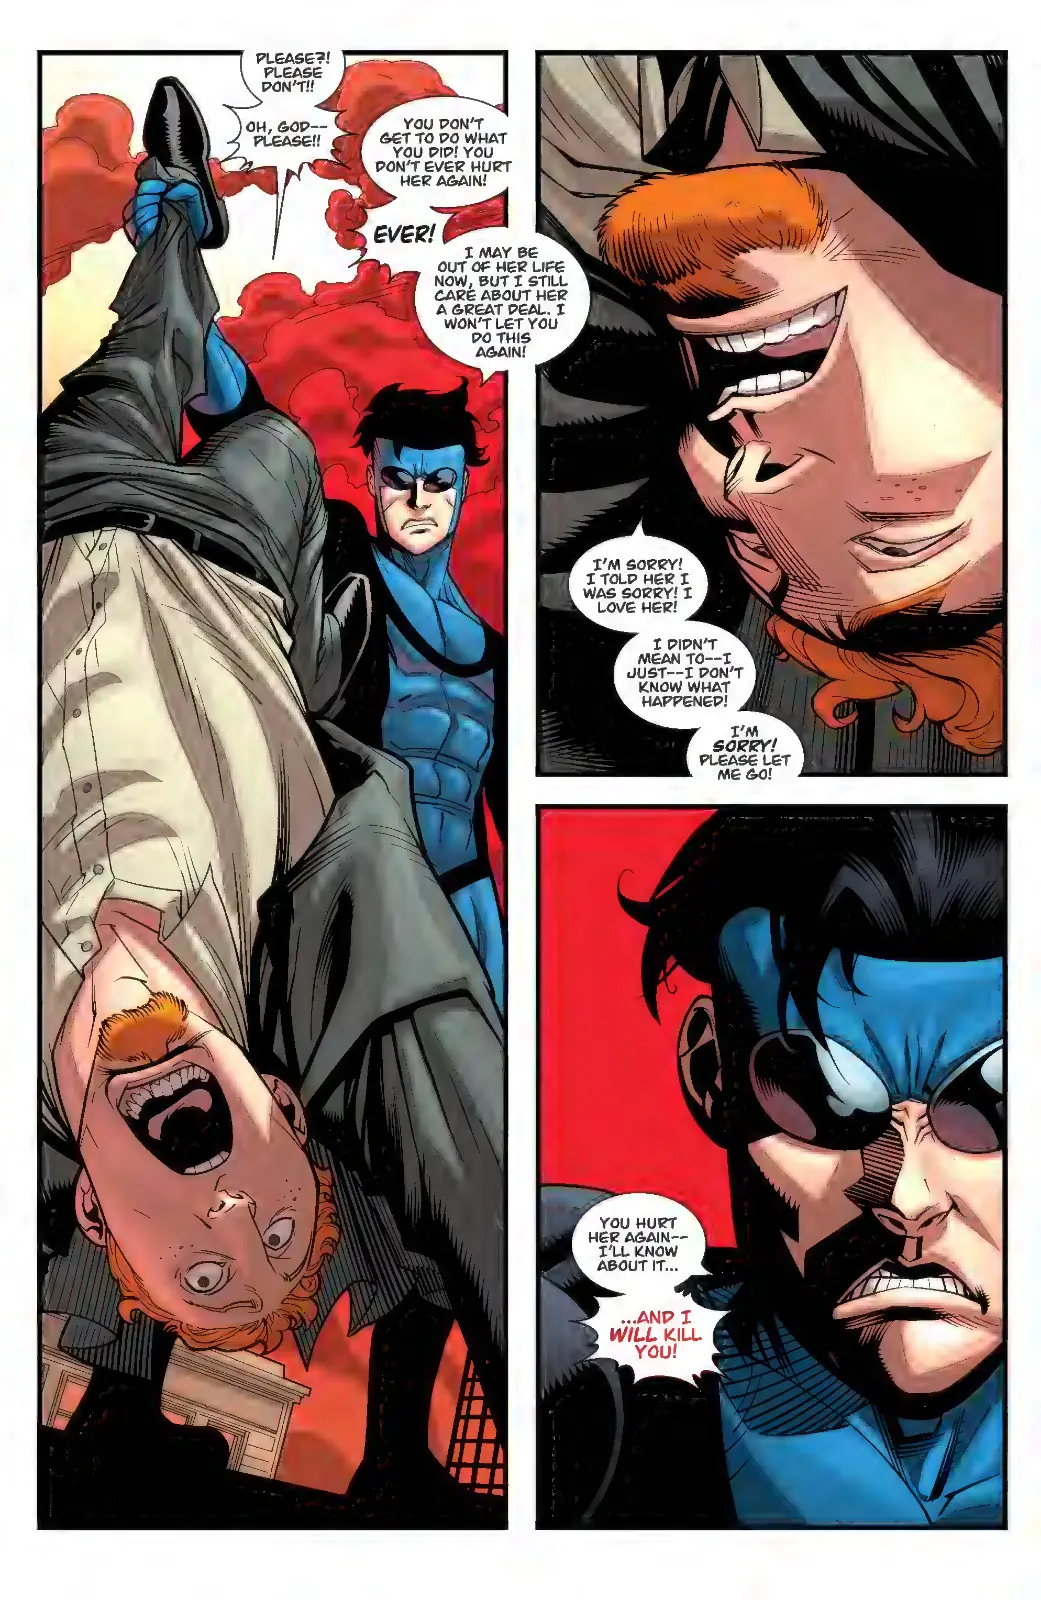 PLEASE?!
PLEASE
DON'T!!
OH, GOD--
PLEASE!!
YOU DON'T
GET TO DO WHAT
YOU DID! YOU
DON'T EVER HURT
HER AGAIN!
EVER!
I MAY BE
OUT OF HER LIFE
NOW, BUT I STILL
CARE ABOUT HER
A GREAT DEAL. I
WON'T LET YOU
DO THIS
AGAIN!
I'M SORRY!
I TOLD HER I
WAS SORRY! I
LOVE HER!
I DIDN'T
MEAN TO--I
JUST--I DON'T
KNOW WHAT
HAPPENED!
I'M
SORRY!
PLEASE LET
ME GO!
YOU HURT
HER AGAIN--
I'LL KNOW
ABOUT IT...
...AND I
WILL KILL
YOU!